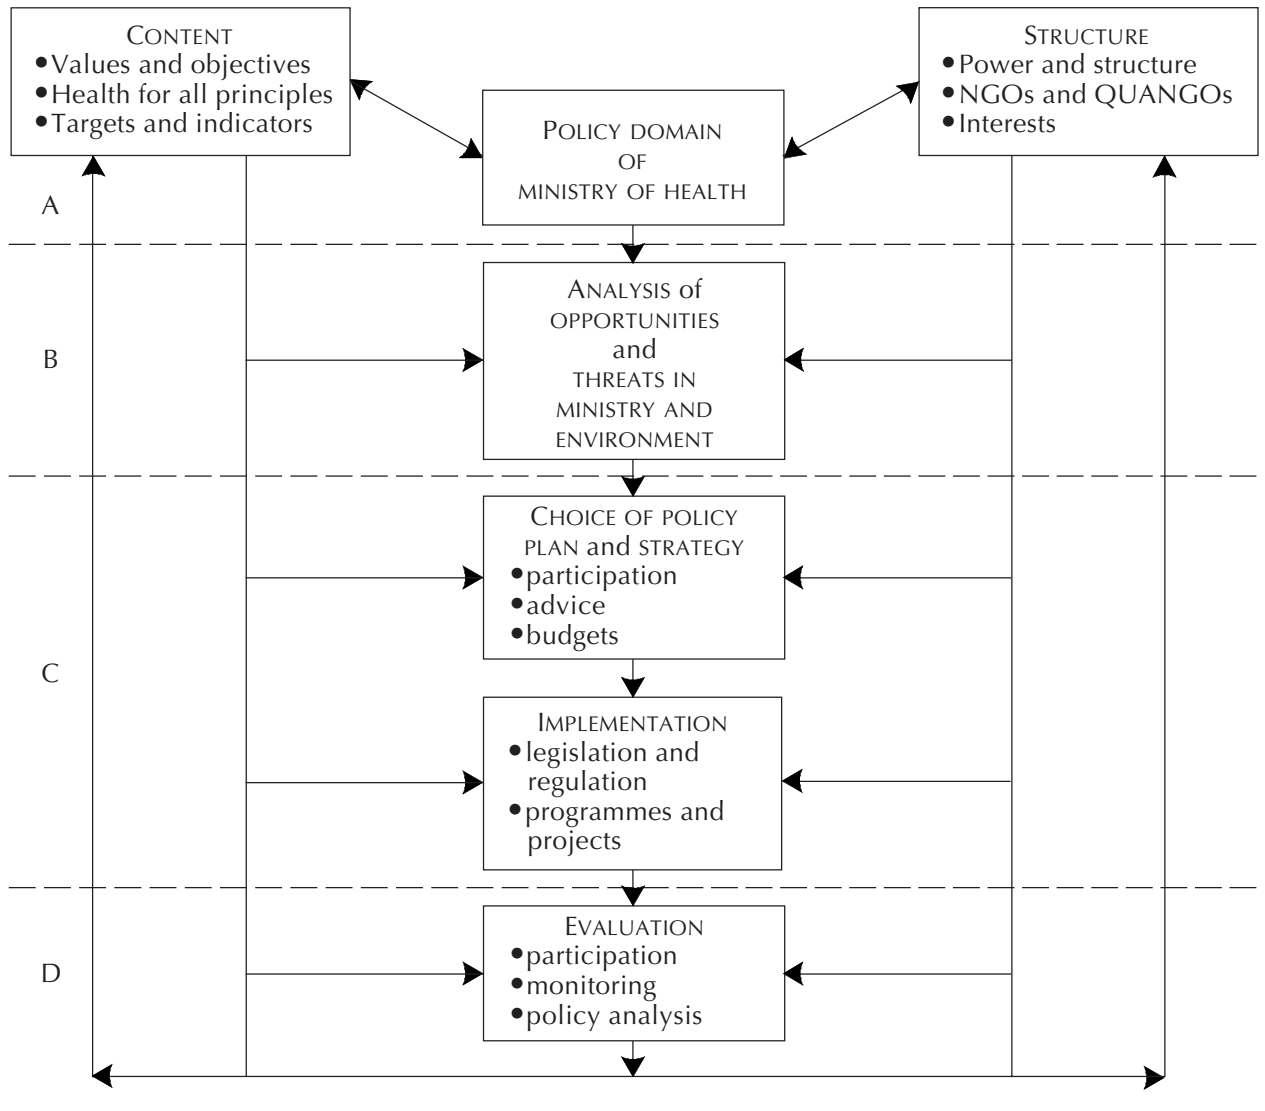 CONTENT
•Values and objectives
•Health for all principles
•Targets and indicators
STRUCTURE
•Power and structure
•NGOs and QUANGOs
•Interests
POLICY DOMAIN
OF
MINISTRY OF HEALTH
A
ANALYSIS of
OPPORTUNITIES
and
THREATS IN
MINISTRY AND
ENVIRONMENT
B
CHOICE OF POLICY
PLAN and STRATEGY
•participation
•advice
•budgets
C
IMPLEMENTATION
•legislation and
regulation
•programmes and
projects
EVALUATION
•participation
•monitoring
•policy analysis
D